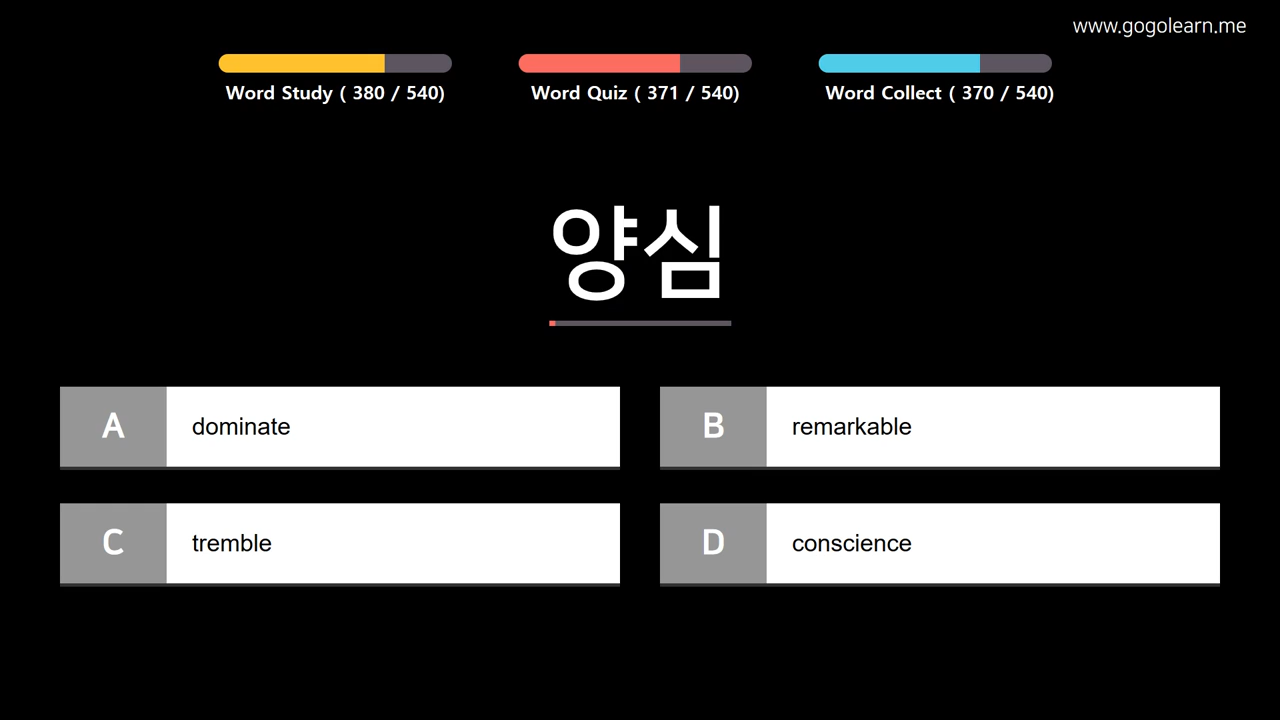 www.gogolearn.me
Word Study ( 380 / 540)
Word Quiz ( 371 / 540)
Word Collect ( 370 / 540)
양심
A dominate
B remarkable
C tremble
D conscience